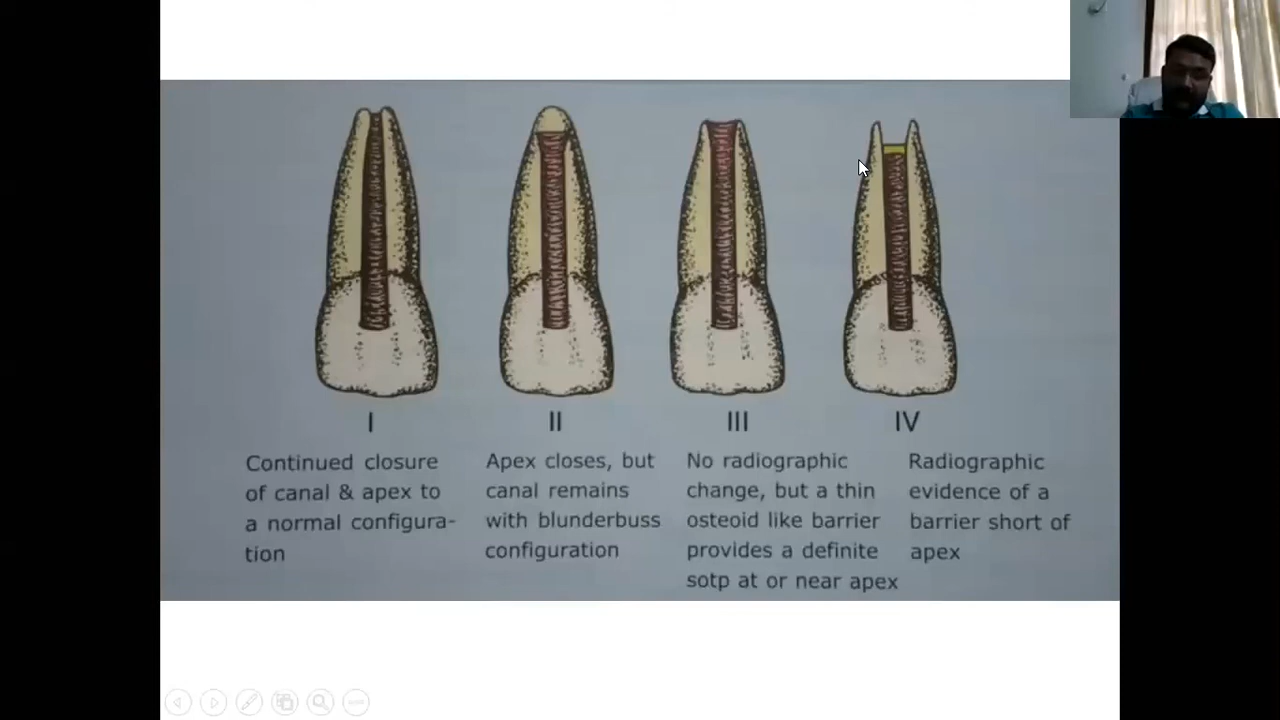 I
Continued closure
of canal & apex to
a normal configura-
tion
II
Apex closes, but
canal remains
with blunderbuss
configuration
III
No radiographic
change, but a thin
osteoid like barrier
provides a definite
sotp at or near apex
IV
Radiographic
evidence of a
barrier short of
apex